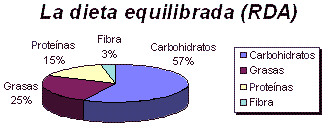 La dieta equilibrada (RDA)
Fibra
3%
Proteínas
15%
Carbohidratos
57%
Grasas
25%
Carbohidratos
Grasas
Proteínas
Fibra